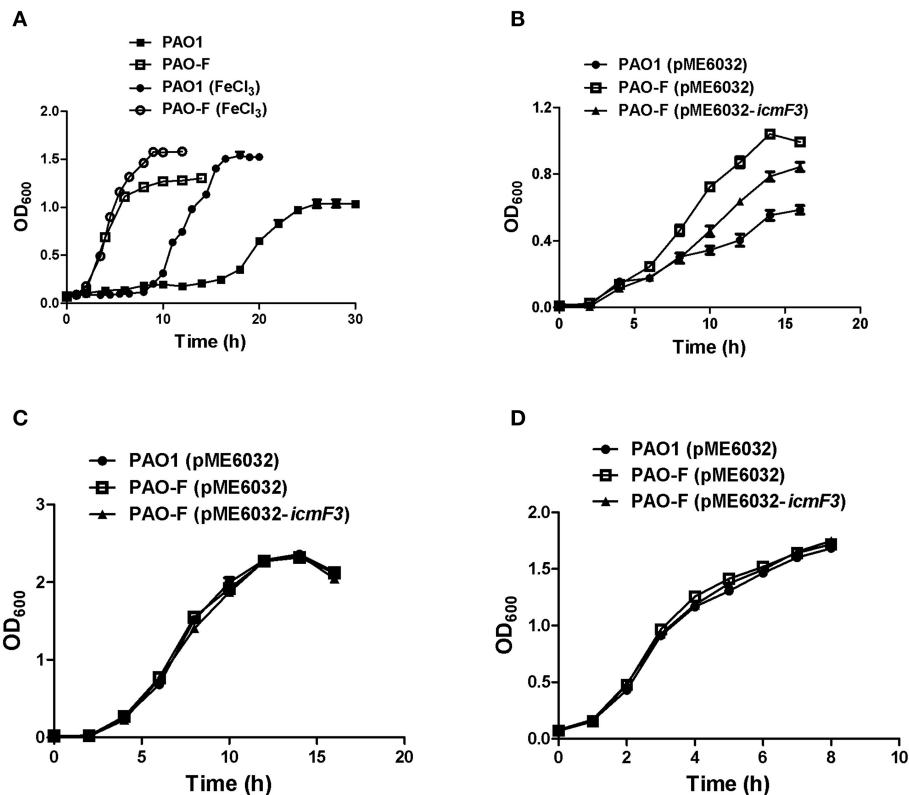 A
PAO1
PAO-F
PAO1 (FeCl₃)
PAO-F (FeCl₃)
2.0
1.5
1.0
0.5
0.0
OD₆₀₀
0
10
20
30
Time (h)
B
PAO1 (pME6032)
PAO-F (pME6032)
PAO-F (pME6032-icmF3)
1.2
0.8
0.4
0.0
OD₆₀₀
0
5
10
15
20
Time (h)
C
PAO1 (pME6032)
PAO-F (pME6032)
PAO-F (pME6032-icmF3)
3
2
1
0
OD₆₀₀
0
5
10
15
20
Time (h)
D
PAO1 (pME6032)
PAO-F (pME6032)
PAO-F (pME6032-icmF3)
2.0
1.5
1.0
0.5
0.0
OD₆₀₀
0
2
4
6
8
10
Time (h)